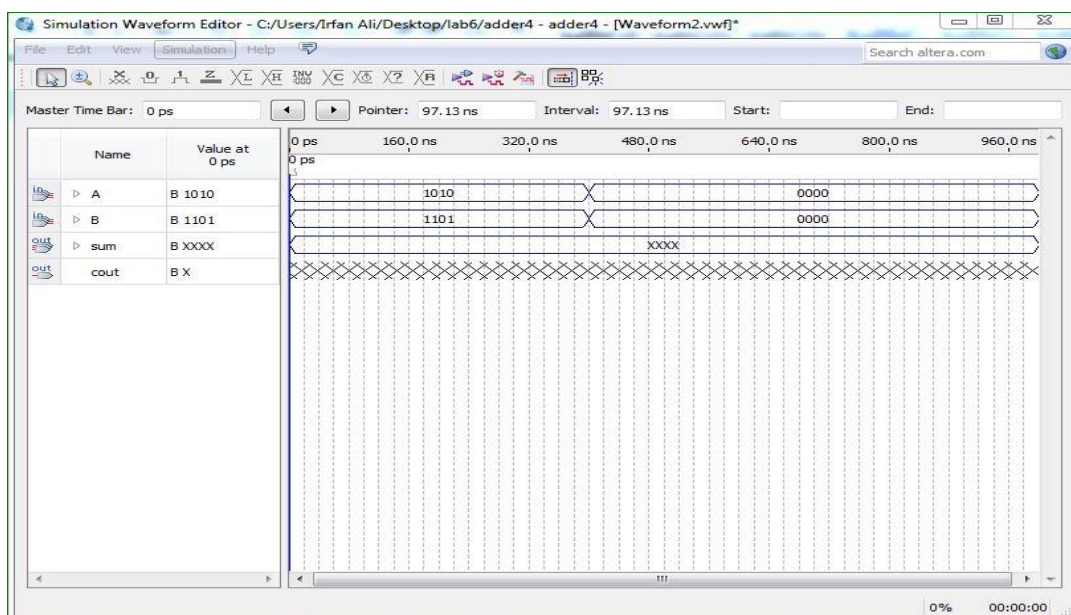 Simulation Waveform Editor - C:/Users/Irfan Ali/Desktop/lab6/adder4 - adder4 - [Waveform2.vwf]*
File Edit View Simulation Help
Search altera.com
Master Time Bar: 0 ps Pointer: 97.13 ns Interval: 97.13 ns Start: End:
Name Value at 0 ps
0 ps 160.0 ns 320.0 ns 480.0 ns 640.0 ns 800.0 ns 960.0 ns
0 ps
in A B 1010 1010 0000
in B B 1101 1101 0000
out sum B XXXX XXXX
out cout B X
0% 00:00:00